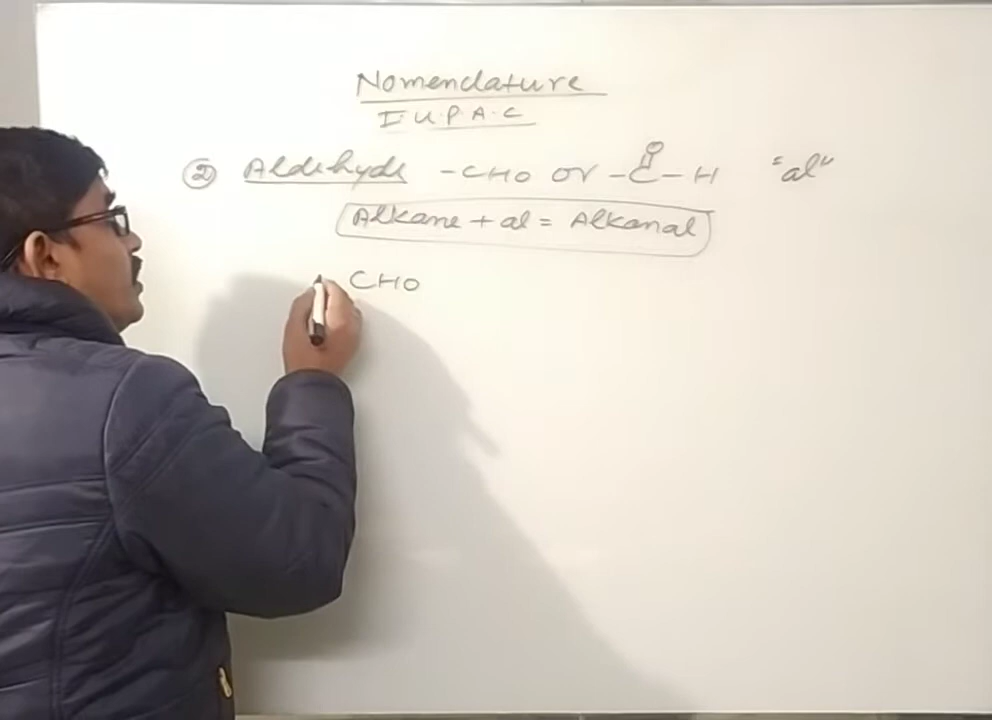 Nomenclature
I.U.P.A.C
② Aldehyde -CHO or -C-H "al"
O
Alkane + al = Alkanal
CHO